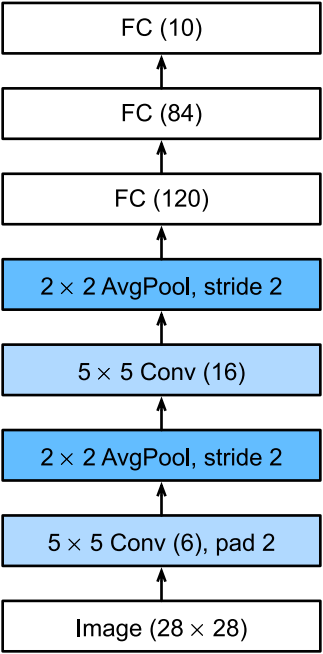 FC (10)
FC (84)
FC (120)
2 × 2 AvgPool, stride 2
5 × 5 Conv (16)
2 × 2 AvgPool, stride 2
5 × 5 Conv (6), pad 2
Image (28 × 28)